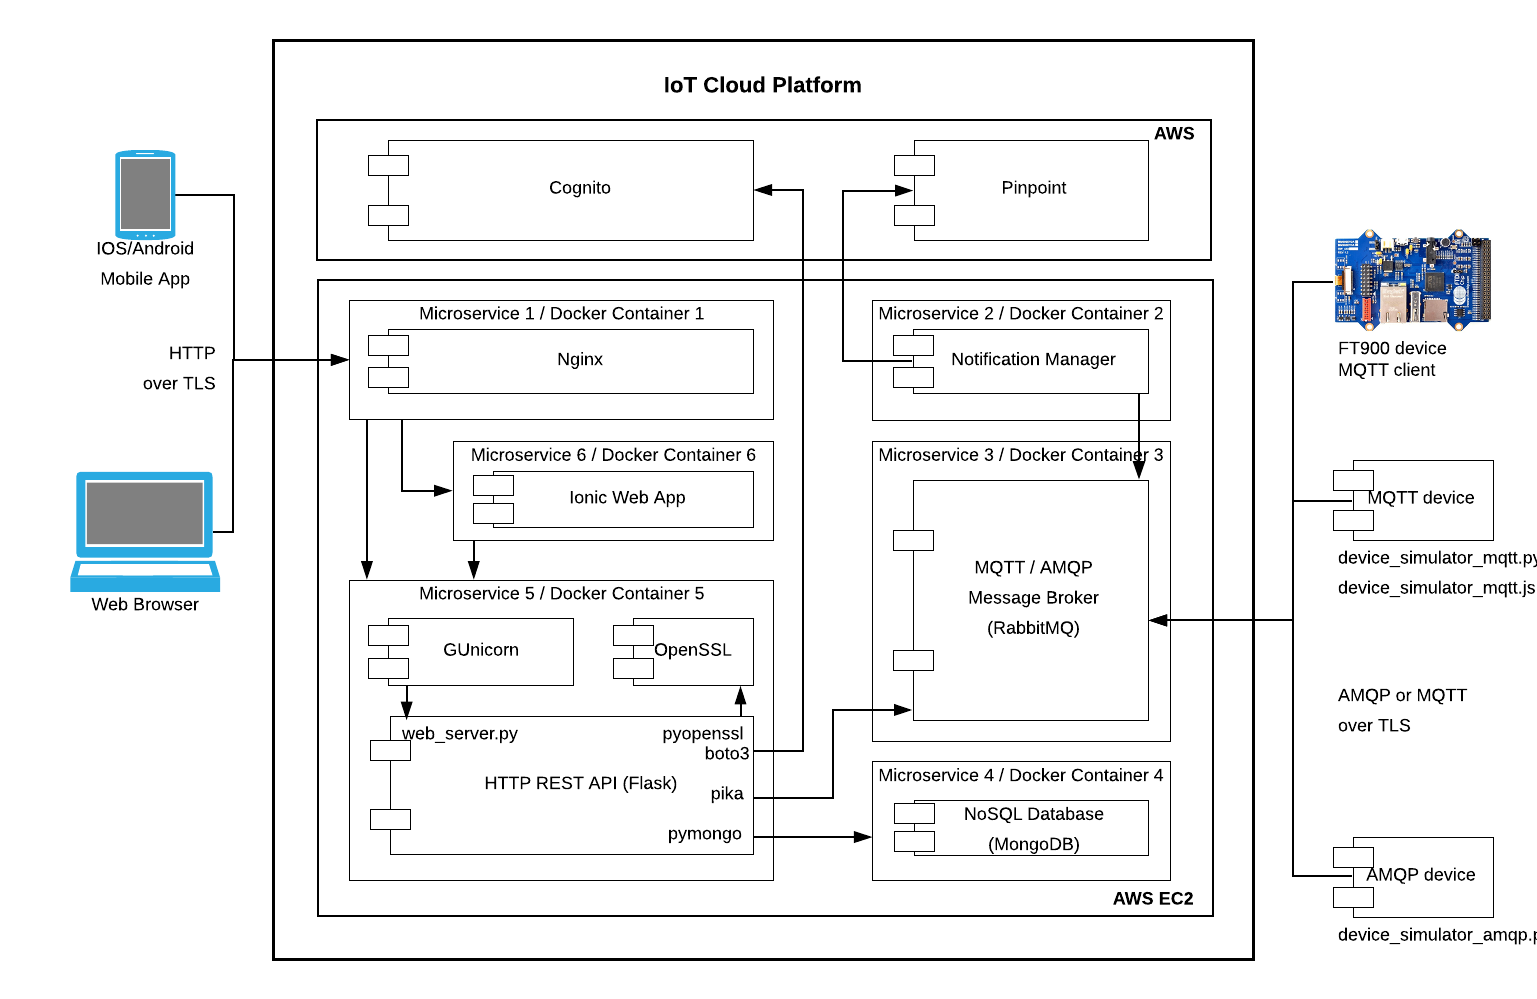 IoT Cloud Platform
AWS
Cognito
Pinpoint
IOS/Android
Mobile App
HTTP
over TLS
Web Browser
Microservice 1 / Docker Container 1
Nginx
Microservice 2 / Docker Container 2
Notification Manager
Microservice 6 / Docker Container 6
Ionic Web App
Microservice 3 / Docker Container 3
MQTT / AMQP
Message Broker
(RabbitMQ)
Microservice 5 / Docker Container 5
GUnicorn
OpenSSL
web_server.py
pyopenssl
boto3
HTTP REST API (Flask)
pika
pymongo
Microservice 4 / Docker Container 4
NoSQL Database
(MongoDB)
AWS EC2
FT900 device
MQTT client
MQTT device
device_simulator_mqtt.py
device_simulator_mqtt.js
AMQP or MQTT
over TLS
AMQP device
device_simulator_amqp.p